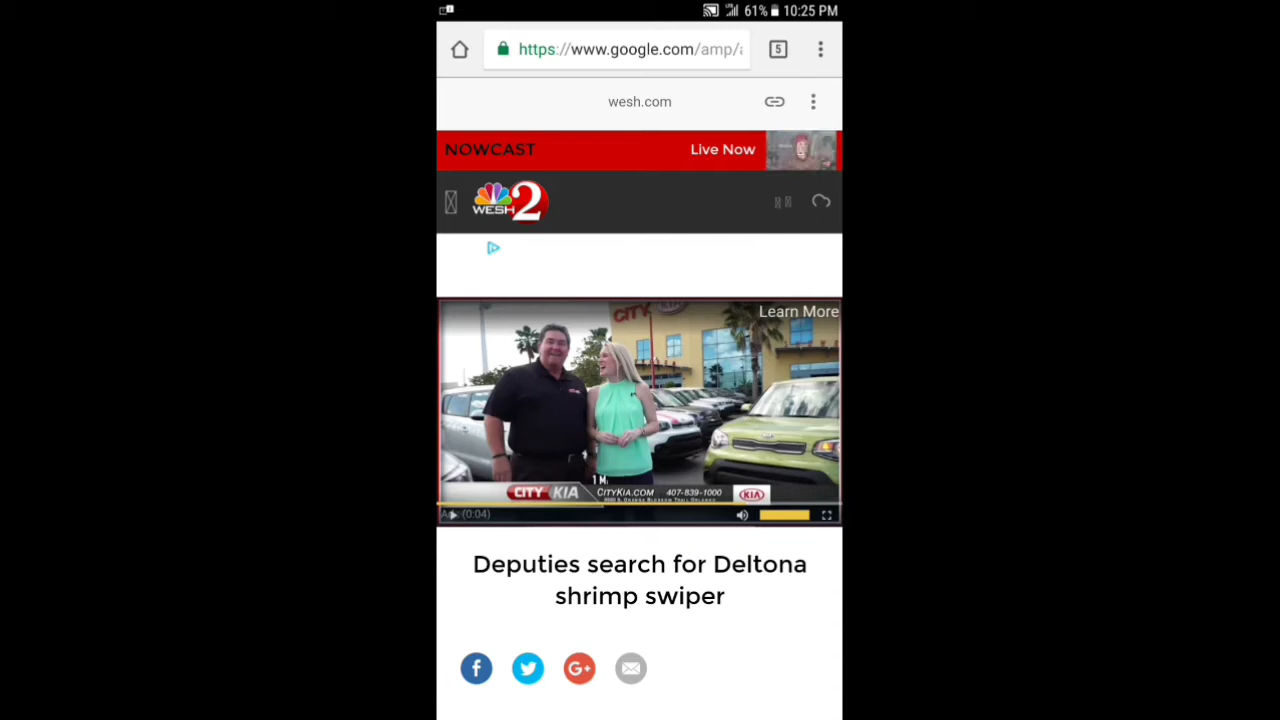 61% 10:25 PM
https://www.google.com/amp/
5
wesh.com
NOWCAST
Live Now
WESH 2
Learn More
CITY KIA
CITY KIA
CITYKIA.COM 407-839-1000
KIA
(0:04)
Deputies search for Deltona
shrimp swiper
f
G+